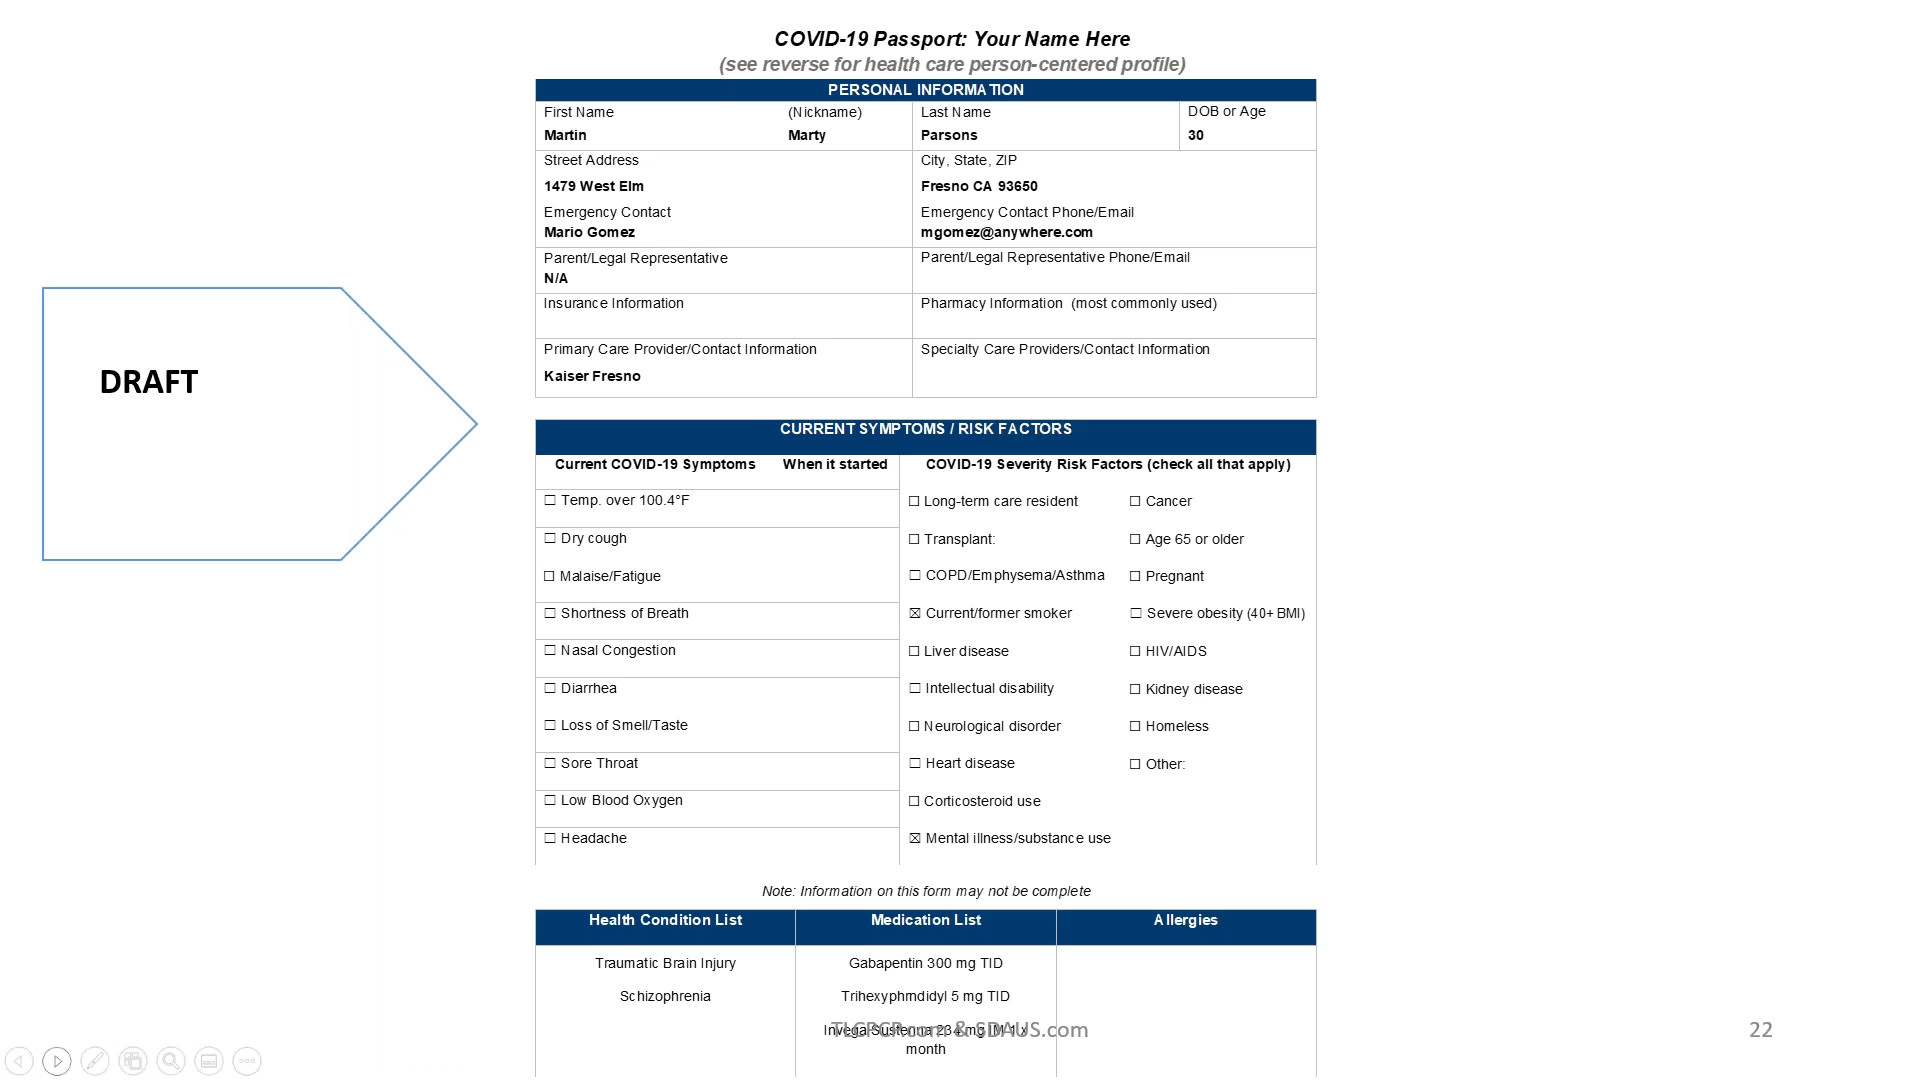 COVID-19 Passport: Your Name Here
(see reverse for health care person-centered profile)
PERSONAL INFORMATION
First Name (Nickname) Last Name DOB or Age
Martin Marty Parsons 30
Street Address City, State, ZIP
1479 West Elm Fresno CA 93650
Emergency Contact Emergency Contact Phone/Email
Mario Gomez mgomez@anywhere.com
Parent/Legal Representative Parent/Legal Representative Phone/Email
N/A
Insurance Information Pharmacy Information (most commonly used)
Primary Care Provider/Contact Information Specialty Care Providers/Contact Information
Kaiser Fresno
DRAFT
CURRENT SYMPTOMS / RISK FACTORS
Current COVID-19 Symptoms When it started COVID-19 Severity Risk Factors (check all that apply)
☐ Temp. over 100.4°F ☐ Long-term care resident ☐ Cancer
☐ Dry cough ☐ Transplant: ☐ Age 65 or older
☐ Malaise/Fatigue ☐ COPD/Emphysema/Asthma ☐ Pregnant
☐ Shortness of Breath ☒ Current/former smoker ☐ Severe obesity (40+ BMI)
☐ Nasal Congestion ☐ Liver disease ☐ HIV/AIDS
☐ Diarrhea ☐ Intellectual disability ☐ Kidney disease
☐ Loss of Smell/Taste ☐ Neurological disorder ☐ Homeless
☐ Sore Throat ☐ Heart disease ☐ Other:
☐ Low Blood Oxygen ☐ Corticosteroid use
☐ Headache ☒ Mental illness/substance use
Note: Information on this form may not be complete
Health Condition List Medication List Allergies
Traumatic Brain Injury Gabapentin 300 mg TID
Schizophrenia Trihexyphmdidyl 5 mg TID
Invega Sustenna 234 mg IM 1 x
month
TLCPCP.com & SDAUS.com
22